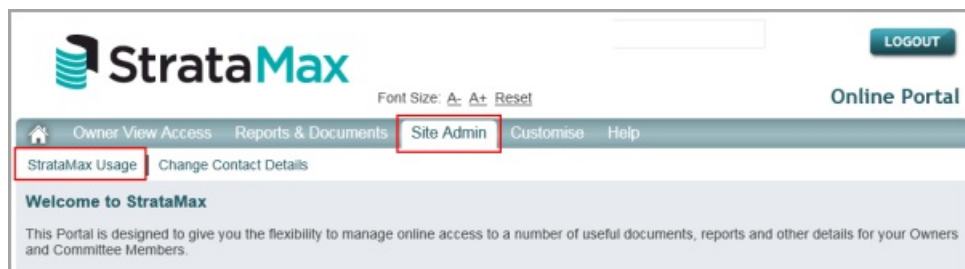 StrataMax
LOGOUT
Font Size: A- A+ Reset
Online Portal
Owner View Access Reports & Documents Site Admin Customise Help
StrataMax Usage Change Contact Details
Welcome to StrataMax
This Portal is designed to give you the flexibility to manage online access to a number of useful documents, reports and other details for your Owners
and Committee Members.